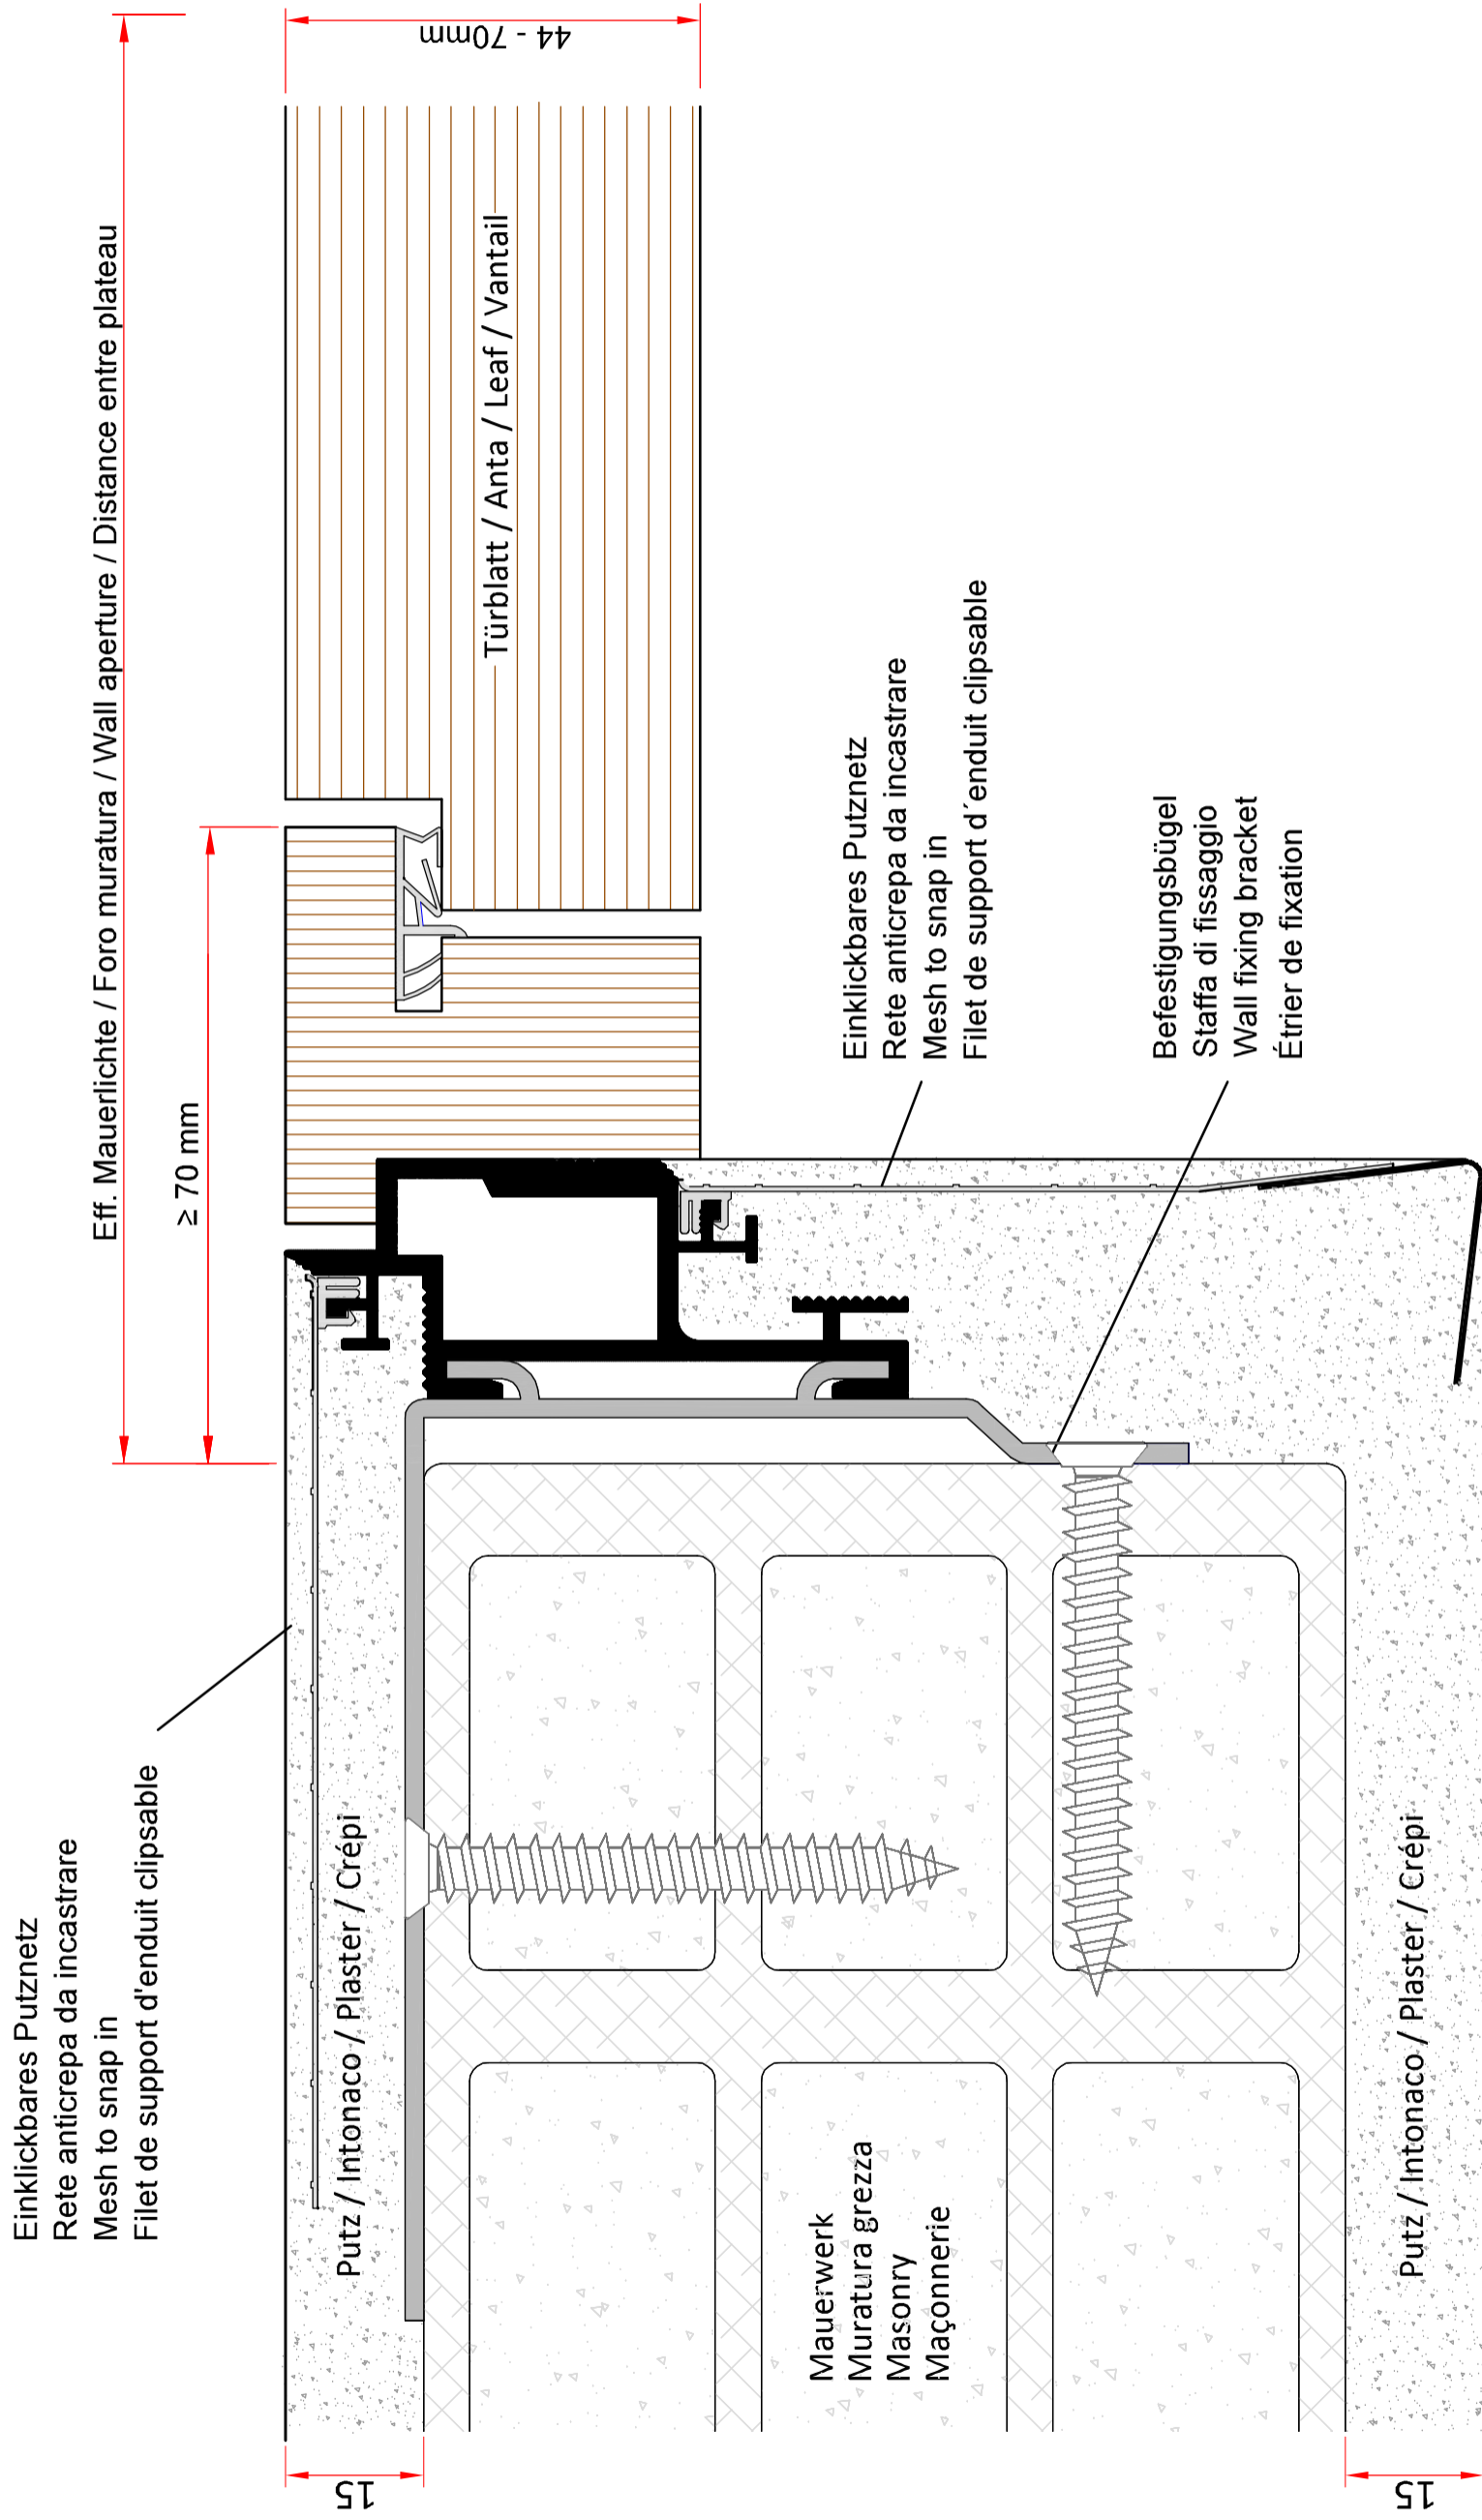 Einklickbares Putznetz
Rete anticrepa da incastrare
Mesh to snap in
Filet de support d'enduit clipsable
Eff. Mauerlichte / Foro muratura / Wall aperture / Distance entre plateau
≥ 70 mm
44 - 70mm
15
Putz / Intonaco / Plaster / Crépi
Türblatt / Anta / Leaf / Vantail
Mauerwerk
Muratura grezza
Masonry
Maçonnerie
Einklickbares Putznetz
Rete anticrepa da incastrare
Mesh to snap in
Filet de support d´enduit clipsable
Befestigungsbügel
Staffa di fissaggio
Wall fixing bracket
Étrier de fixation
Putz / Intonaco / Plaster / Crépi
15